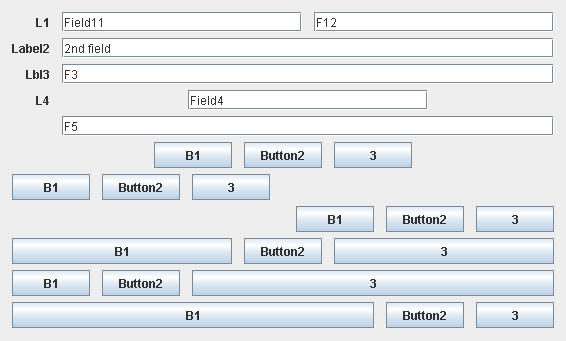 L1 Field11 F12
Label2 2nd field
Lbl3 F3
L4 Field4
F5
B1 Button2 3
B1 Button2 3
B1 Button2 3
B1 Button2 3
B1 Button2 3
B1 Button2 3